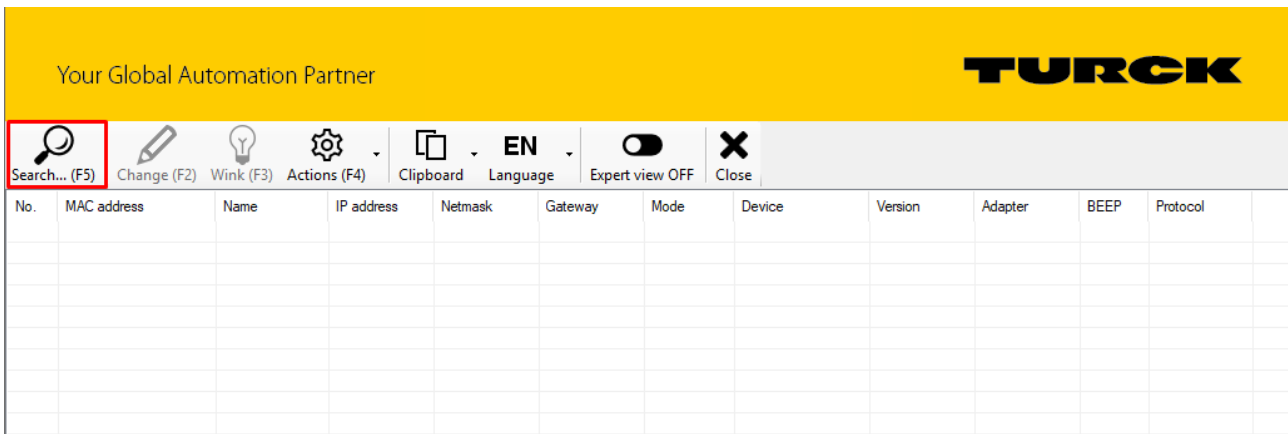 Your Global Automation Partner
TURCK
EN
Search... (F5) Change (F2) Wink (F3) Actions (F4) Clipboard Language Expert view OFF Close
No. MAC address Name IP address Netmask Gateway Mode Device Version Adapter BEEP Protocol